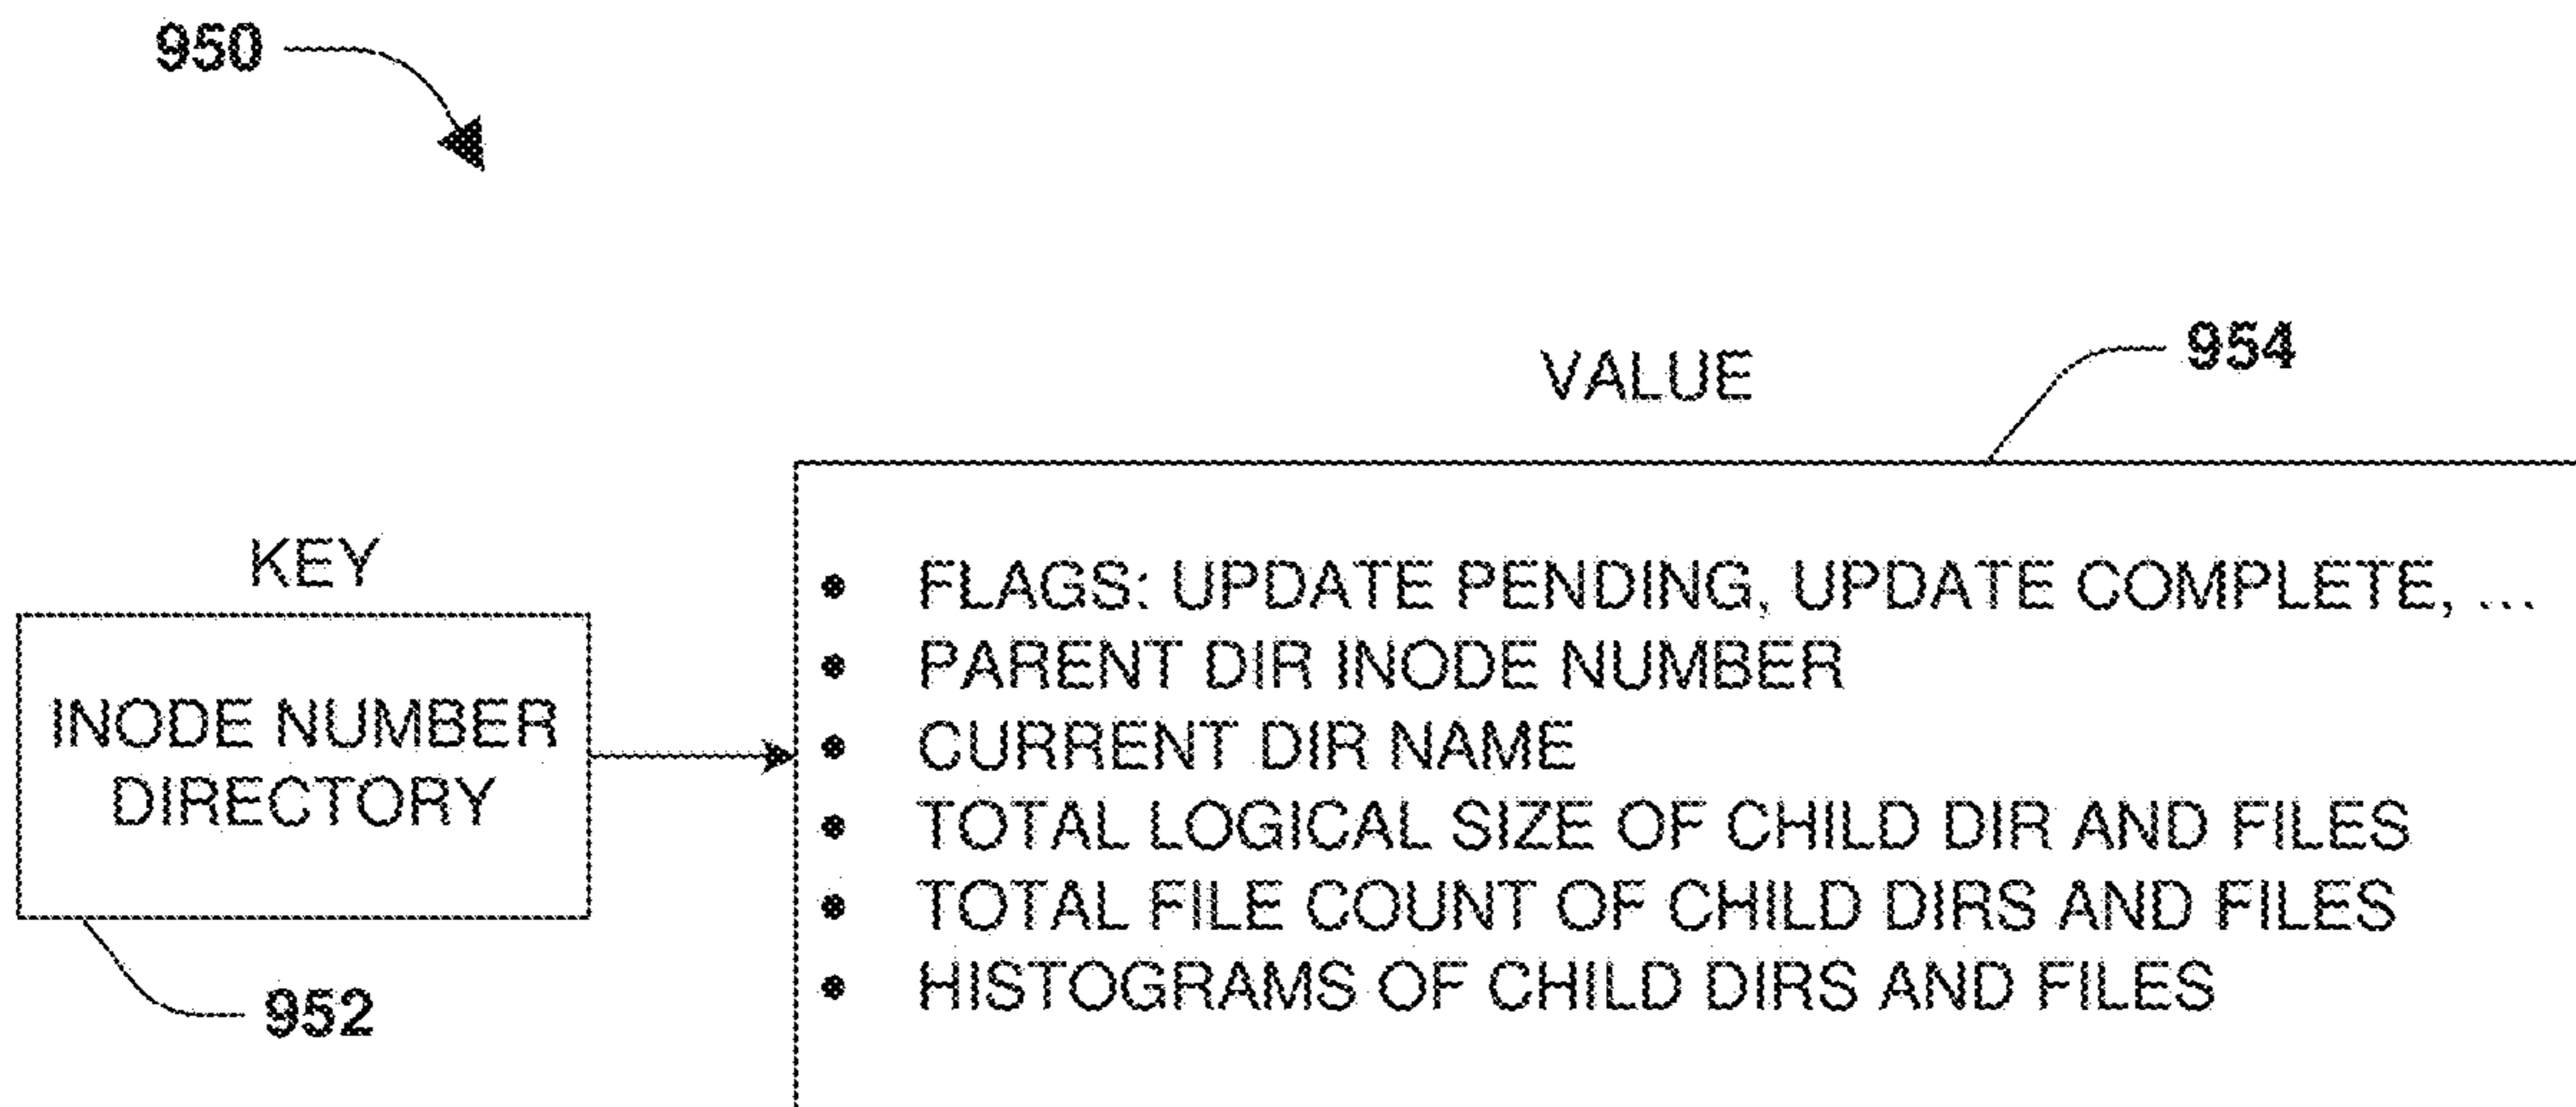 950
954
VALUE
KEY
INODE NUMBER
DIRECTORY
952
• FLAGS: UPDATE PENDING, UPDATE COMPLETE, ...
• PARENT DIR INODE NUMBER
• CURRENT DIR NAME
• TOTAL LOGICAL SIZE OF CHILD DIR AND FILES
• TOTAL FILE COUNT OF CHILD DIRS AND FILES
• HISTOGRAMS OF CHILD DIRS AND FILES